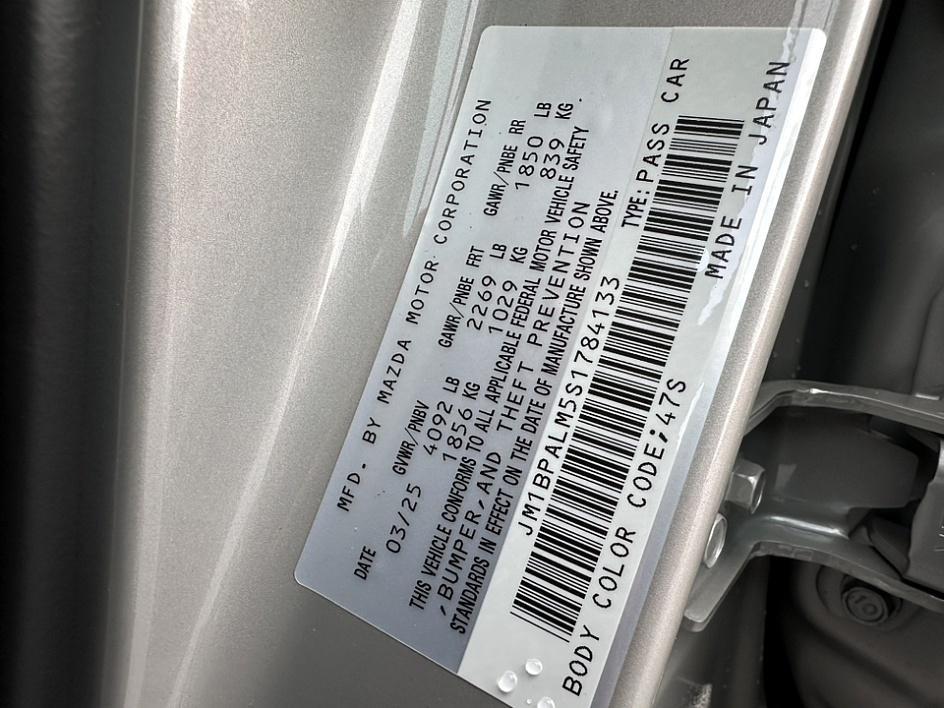 MFD. BY MAZDA MOTOR CORPORATION
DATE GVWR/PNBV GAWR/PNBE FRT GAWR/PNBE RR
03/25 4092 LB 2269 LB 1850 LB
1856 KG 1029 KG 839 KG
THIS VEHICLE CONFORMS TO ALL APPLICABLE FEDERAL MOTOR VEHICLE SAFETY
,BUMPER,AND THEFT PREVENTION
STANDARDS IN EFFECT ON THE DATE OF MANUFACTURE SHOWN ABOVE.
JM1BPALM5S1784133 TYPE:PASS CAR
BODY COLOR CODE;47S MADE IN JAPAN
10